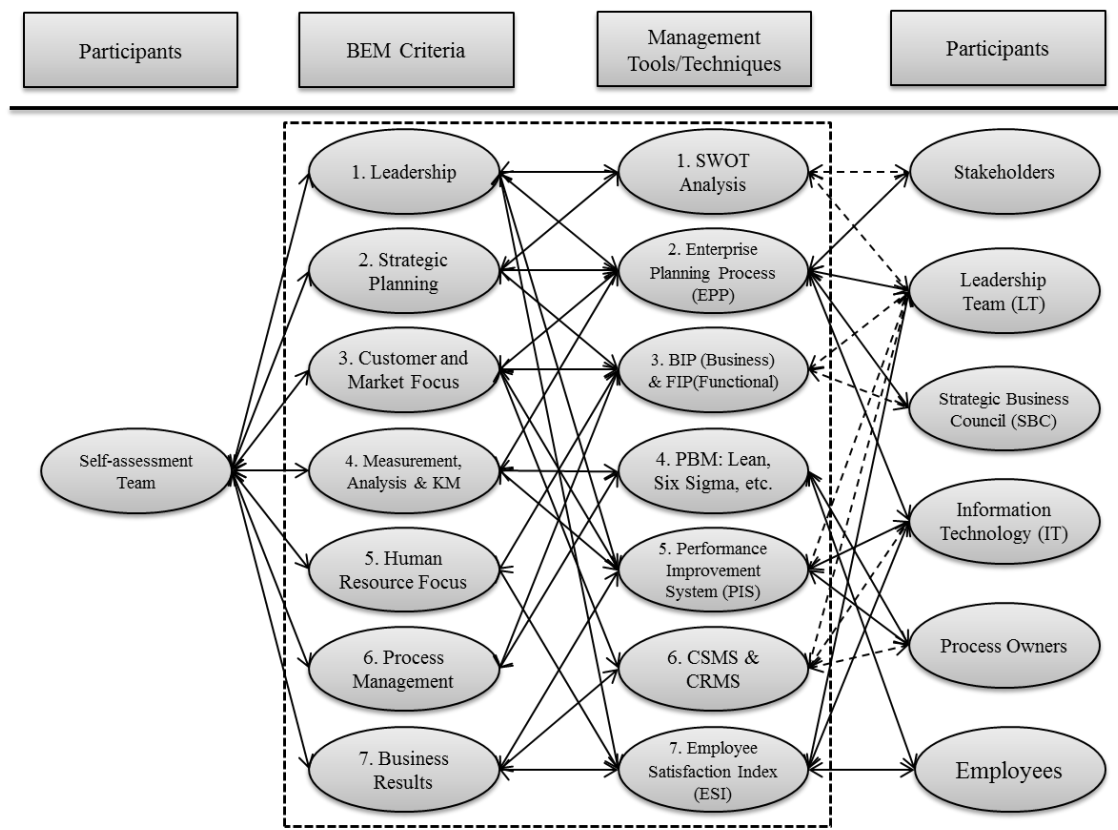 Participants
BEM Criteria
Management
Tools/Techniques
Participants
1. Leadership
1. SWOT
Analysis
Stakeholders
2. Strategic
Planning
2. Enterprise
Planning Process
(EPP)
Leadership
Team (LT)
3. Customer and
Market Focus
3. BIP (Business)
& FIP(Functional)
Strategic Business
Council (SBC)
Self-assessment
Team
4. Measurement,
Analysis & KM
4. PBM: Lean,
Six Sigma, etc.
Information
Technology (IT)
5. Human
Resource Focus
5. Performance
Improvement
System (PIS)
Process Owners
6. Process
Management
6. CSMS &
CRMS
7. Business
Results
7. Employee
Satisfaction Index
(ESI)
Employees